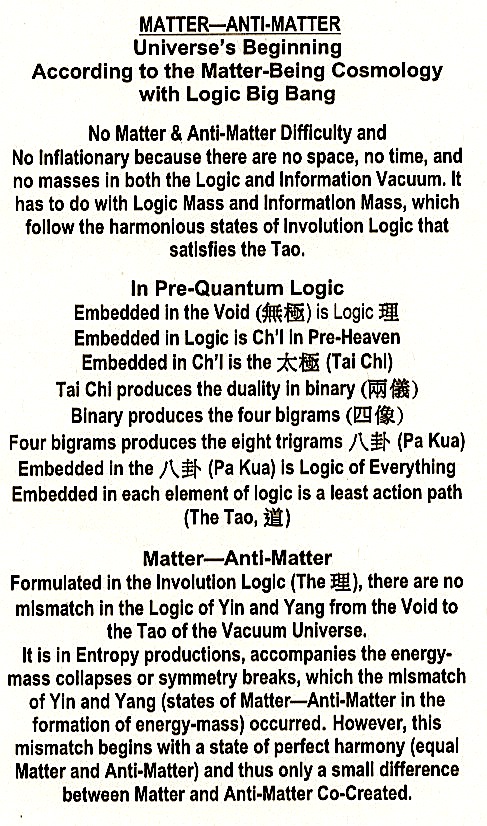 MATTER—ANTI-MATTER
Universe's Beginning
According to the Matter-Being Cosmology
with Logic Big Bang
No Matter & Anti-Matter Difficulty and
No Inflationary because there are no space, no time, and
no masses in both the Logic and Information Vacuum. It
has to do with Logic Mass and Information Mass, which
follow the harmonious states of Involution Logic that
satisfies the Tao.
In Pre-Quantum Logic
Embedded in the Void (無極) is Logic 理
Embedded in Logic is Ch'I in Pre-Heaven
Embedded in Ch'I is the 太極 (Tai Chi)
Tai Chi produces the duality in binary (兩儀)
Binary produces the four bigrams (四像)
Four bigrams produces the eight trigrams 八卦 (Pa Kua)
Embedded in the 八卦 (Pa Kua) is Logic of Everything
Embedded in each element of logic is a least action path
(The Tao, 道)
Matter—Anti-Matter
Formulated in the Involution Logic (The 理), there are no
mismatch in the Logic of Yin and Yang from the Void to
the Tao of the Vacuum Universe.
It is in Entropy productions, accompanies the energy-
mass collapses or symmetry breaks, which the mismatch
of Yin and Yang (states of Matter—Anti-Matter in the
formation of energy-mass) occurred. However, this
mismatch begins with a state of perfect harmony (equal
Matter and Anti-Matter) and thus only a small difference
between Matter and Anti-Matter Co-Created.